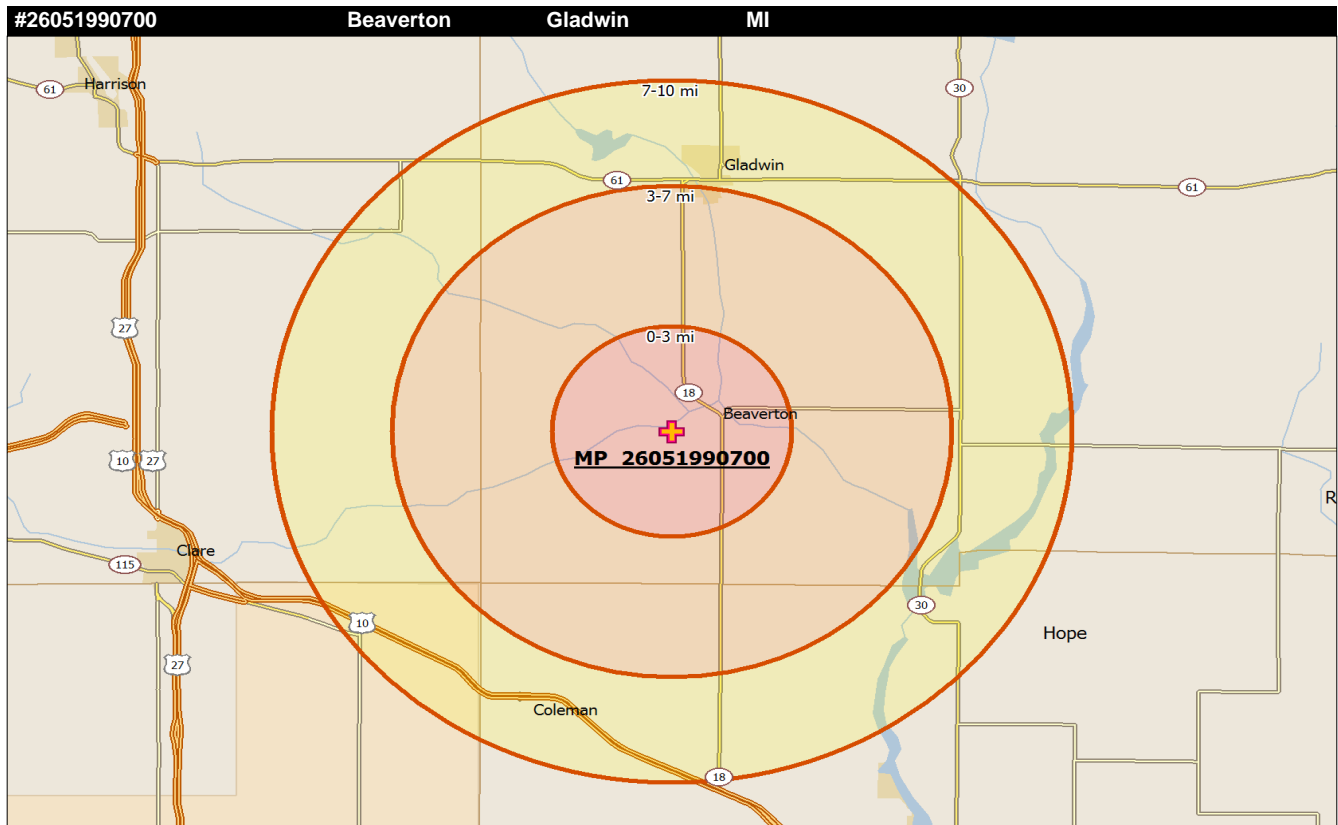 #26051990700 Beaverton Gladwin MI
Harrison
61
7-10 mi
30
Gladwin
61
61
3-7 mi
27
0-3 mi
18
Beaverton
MP 26051990700
10
27
R
Clare
115
30
10
Hope
27
Coleman
18